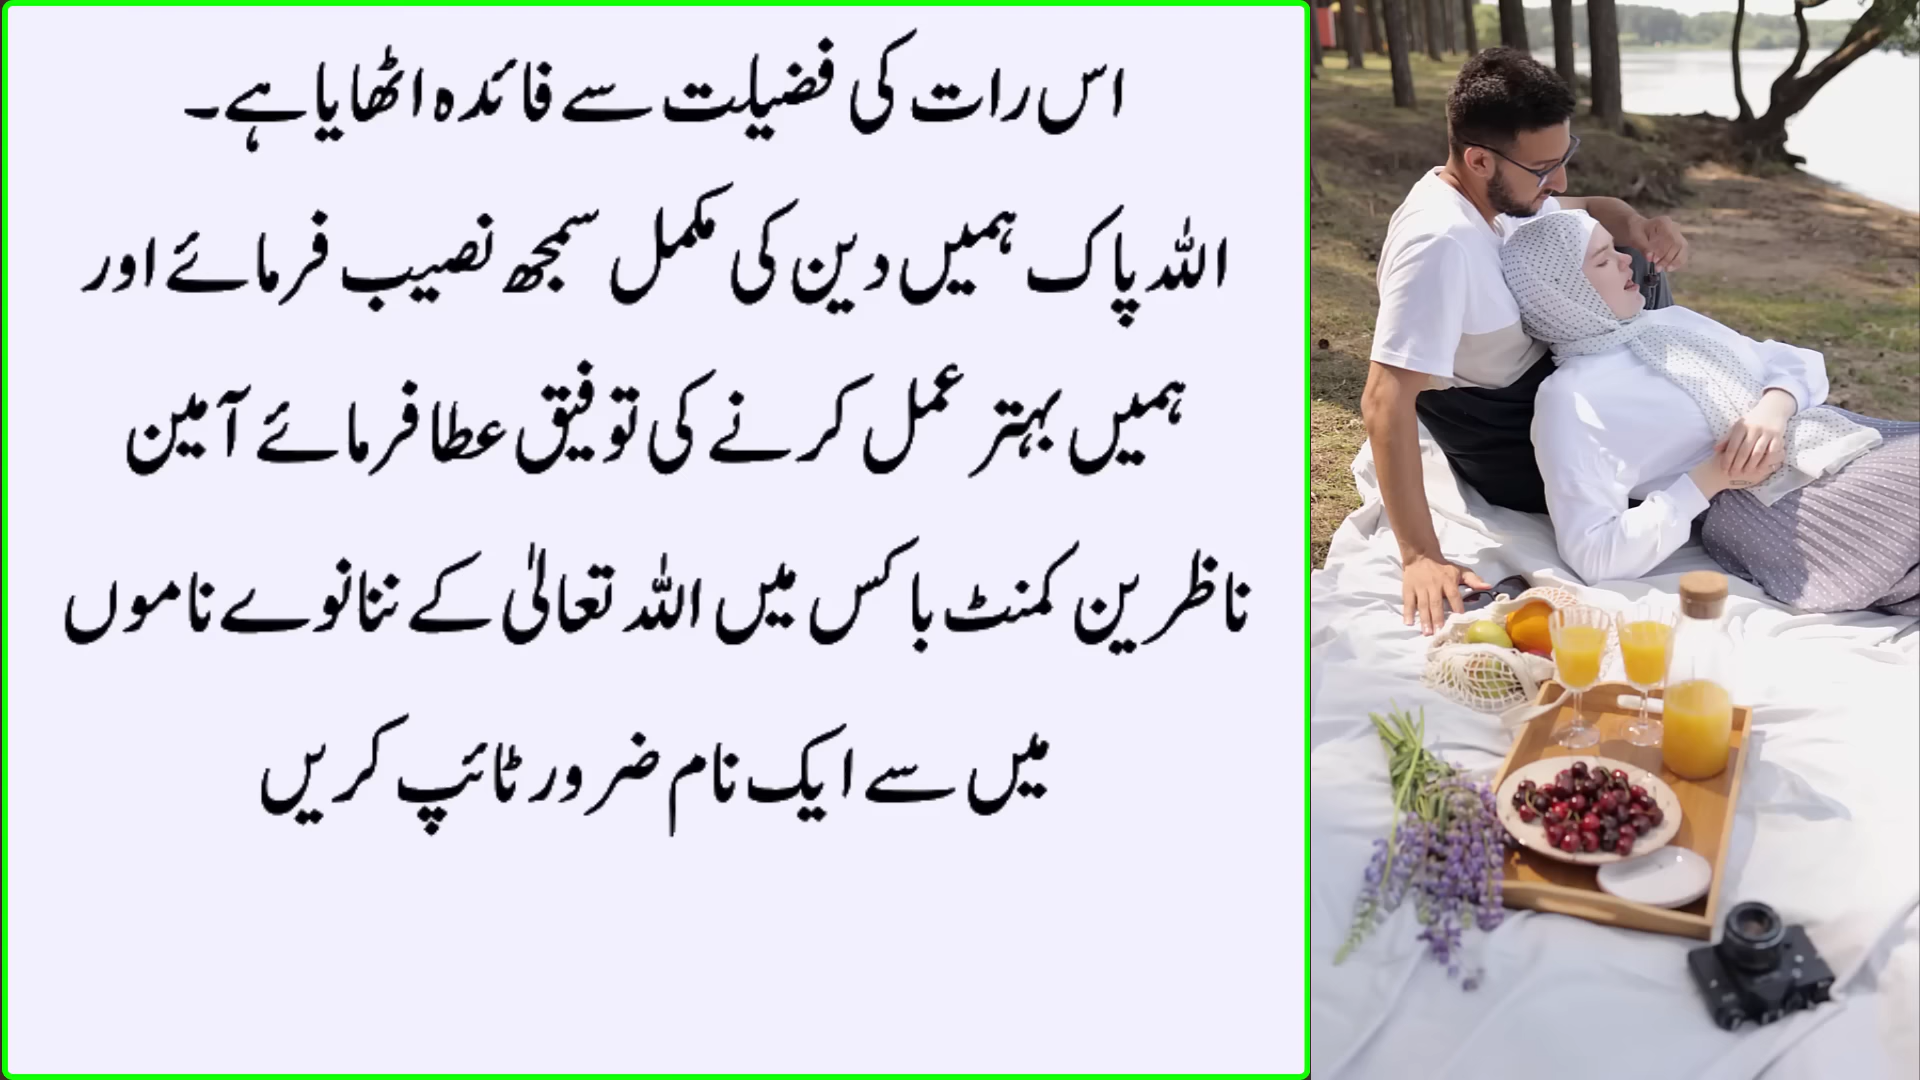 اس رات کی فضیلت سے فائدہ اٹھایا ہے۔
اللہ پاک ہمیں دین کی مکمل سمجھ نصیب فرمائے اور
ہمیں بہتر عمل کرنے کی توفیق عطا فرمائے آمین
ناظرین کمنٹ باکس میں اللہ تعالیٰ کے ننانوے ناموں
میں سے ایک نام ضرور ٹائپ کریں